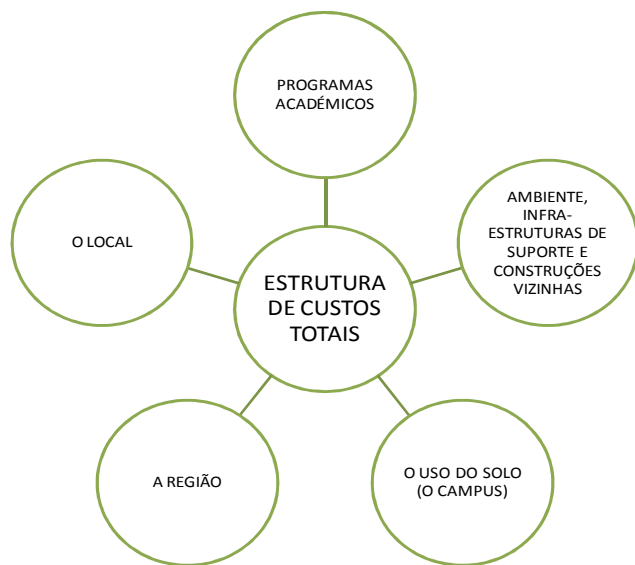 PROGRAMAS
ACADÉMICOS
O LOCAL
AMBIENTE,
INFRA-
ESTRUTURAS DE
SUPORTE E
CONSTRUÇÕES
VIZINHAS
ESTRUTURA
DE CUSTOS
TOTAIS
A REGIÃO
O USO DO SOLO
(O CAMPUS)